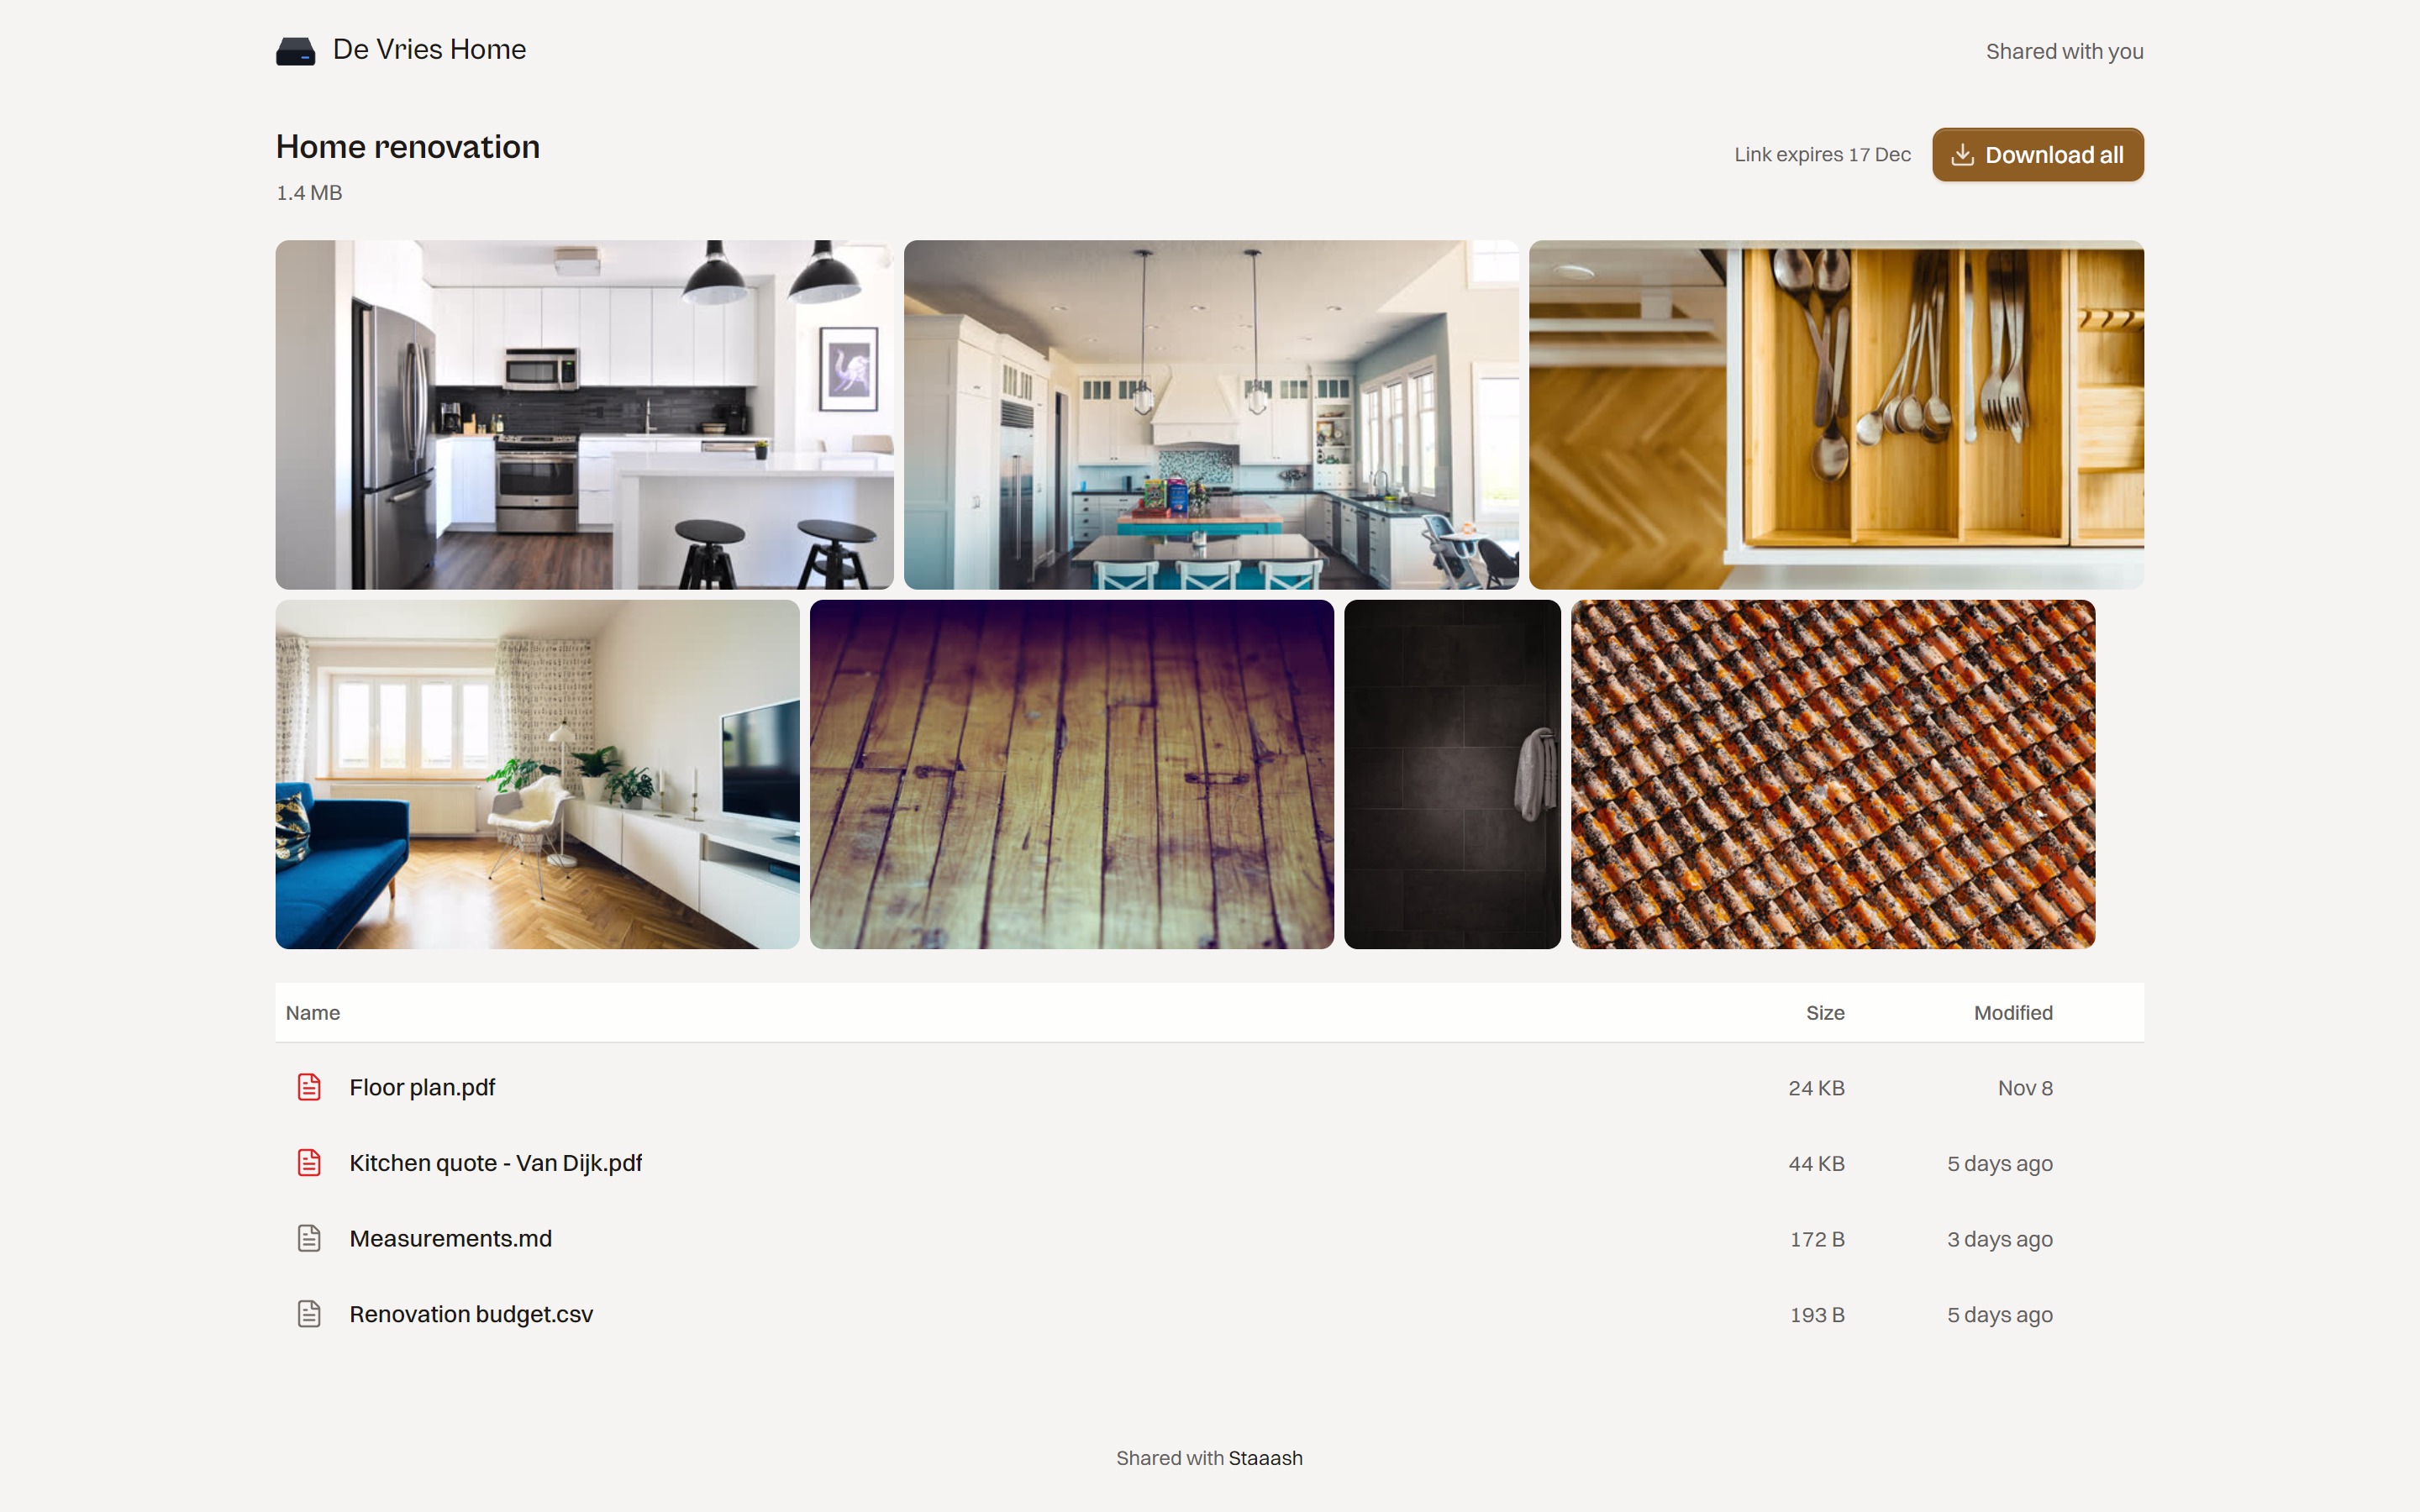 De Vries Home
Shared with you
Home renovation
Link expires 17 Dec
Download all
1.4 MB
Name Size Modified
Floor plan.pdf 24 KB Nov 8
Kitchen quote - Van Dijk.pdf 44 KB 5 days ago
Measurements.md 172 B 3 days ago
Renovation budget.csv 193 B 5 days ago
Shared with Staaash